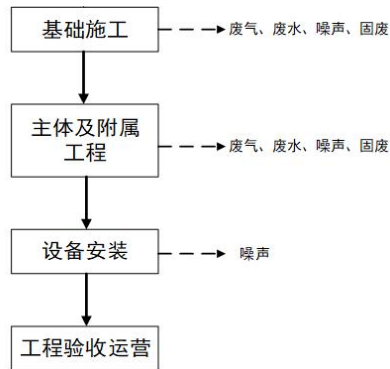 基础施工
废气、废水、噪声、固废
主体及附属
工程
废气、废水、噪声、固废
设备安装
噪声
工程验收运营